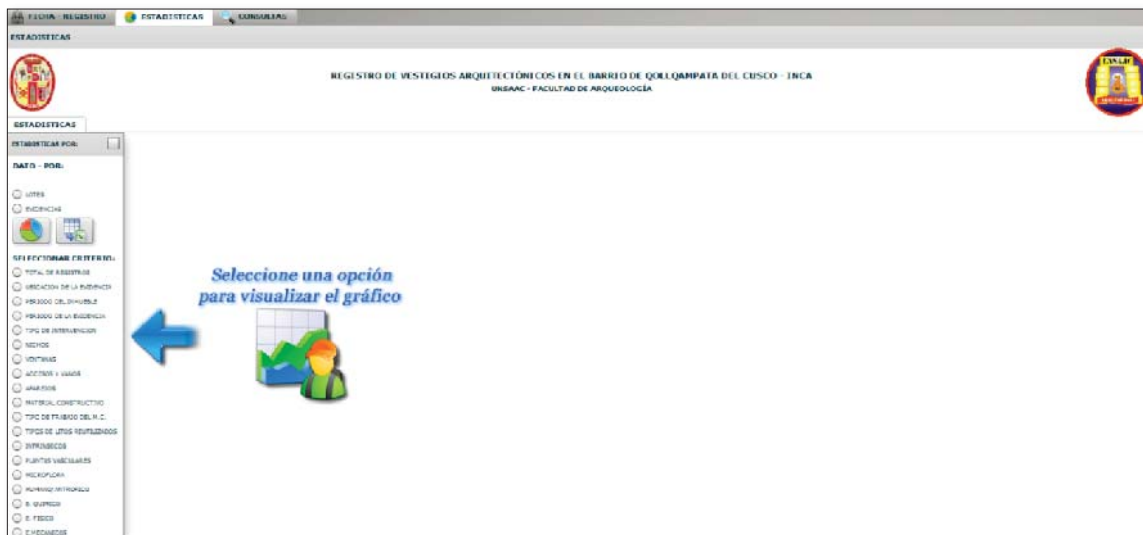 FICHA - REGISTRO ESTADISTICAS CONSULTAS
ESTADISTICAS
REGISTRO DE VESTIGIOS ARQUITECTÓNICOS EN EL BARRIO DE QOLLQAMPATA DEL CUSCO - INCA
UNSAAC - FACULTAD DE ARQUEOLOGÍA
ESTADISTICAS
ESTADISTICAS POR:
DATO - POR:
LOTES
EVIDENCIAS
SELECCIONAR CRITERIO:
TOTAL DE REGISTROS
UBICACION DE LA EVIDENCIA
PERIODO DEL INMUEBLE
PERIODO DE LA EVIDENCIA
TIPO DE INTERVENCION
NICHOS
VENTANAS
ACCESOS Y VANOS
APAREJOS
MATERIAL CONSTRUCTIVO
TIPO DE TRABAJO DEL M.C.
TIPOS DE LITOS REUTILIZADOS
INTRINSECOS
PLANTAS VASCULARES
MICROFLORA
E. QUIMICO
E. FISICO
E.MECANICOS
Seleccione una opción
para visualizar el gráfico